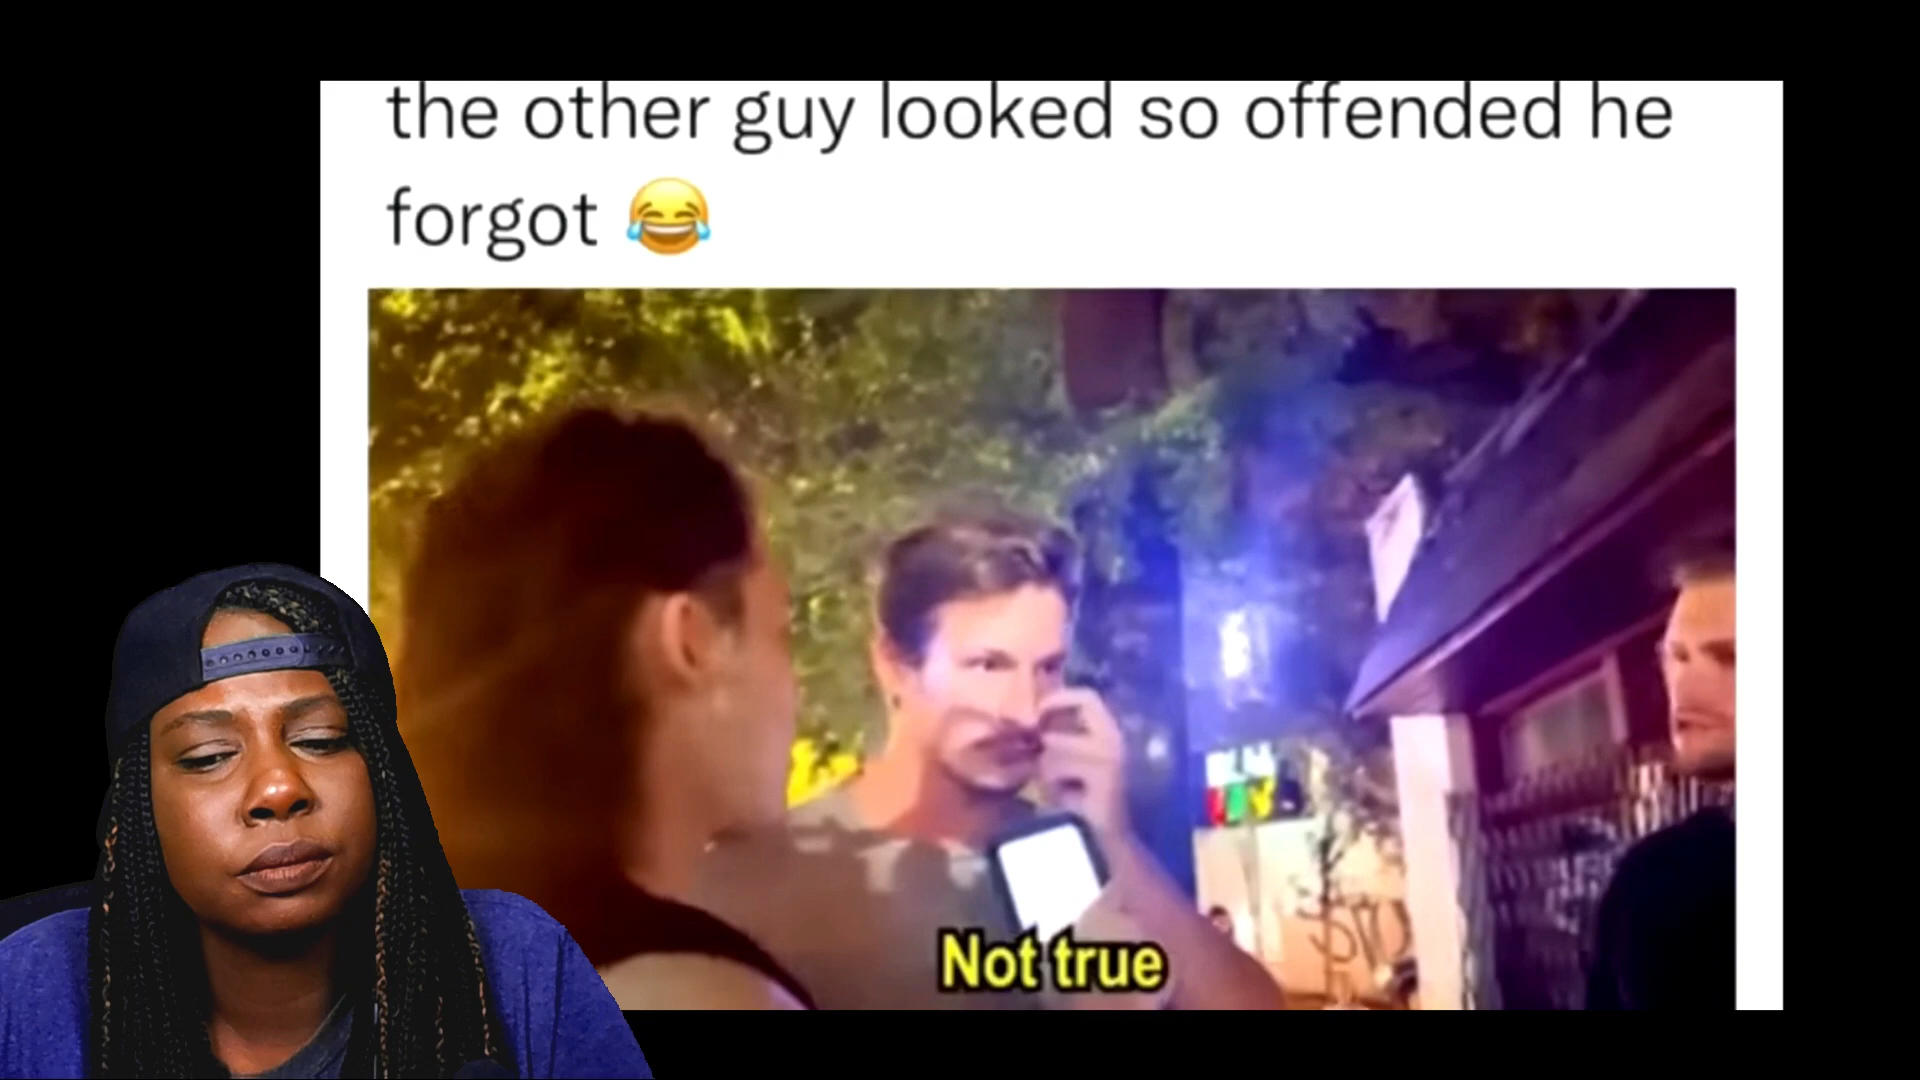 the other guy looked so offended he
forgot 😂
Not true